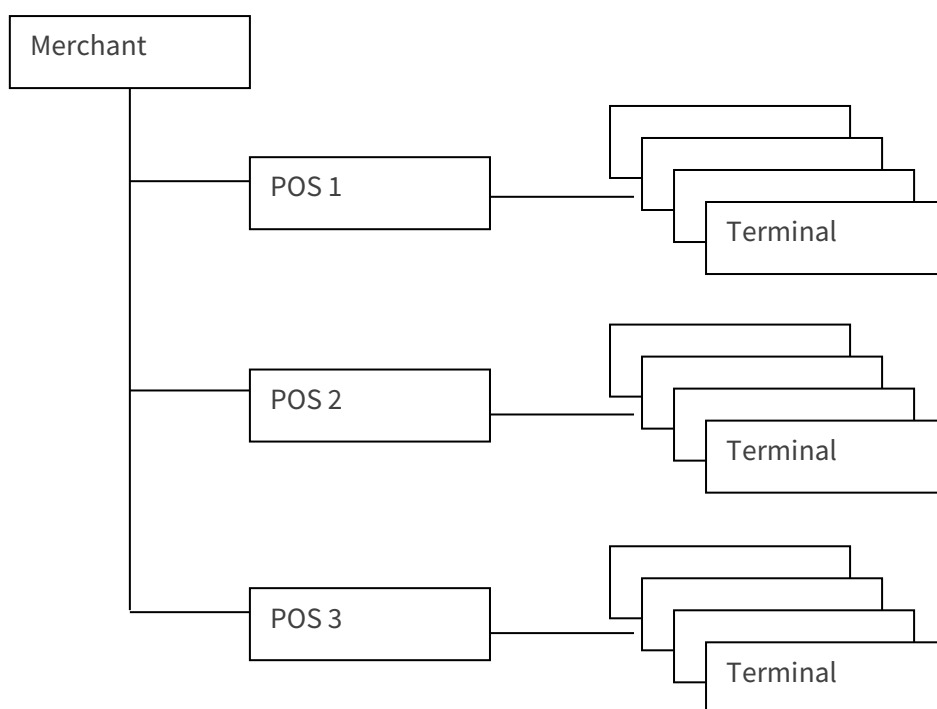 Merchant
POS 1
Terminal
POS 2
Terminal
POS 3
Terminal